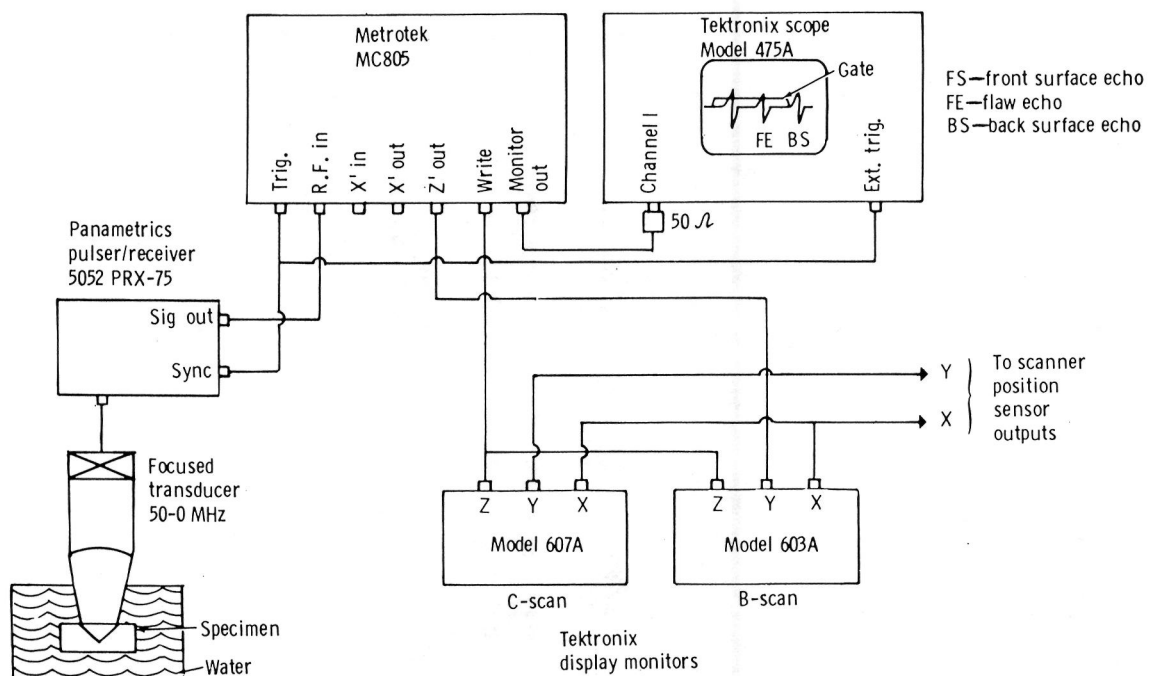 Metrotek
MC805
Trig.
R.F. in
X' in
X' out
Z' out
Write
Monitor
out
Tektronix scope
Model 475A
Gate
FE BS
Channel I
Ext. trig.
50 Ω
FS—front surface echo
FE—flaw echo
BS—back surface echo
Panametrics
pulser/receiver
5052 PRX-75
Sig out
Sync
Y
X
To scanner
position
sensor
outputs
Focused
transducer
50-0 MHz
Z Y X
Model 607A
C-scan
Z Y X
Model 603A
B-scan
Specimen
Water
Tektronix
display monitors